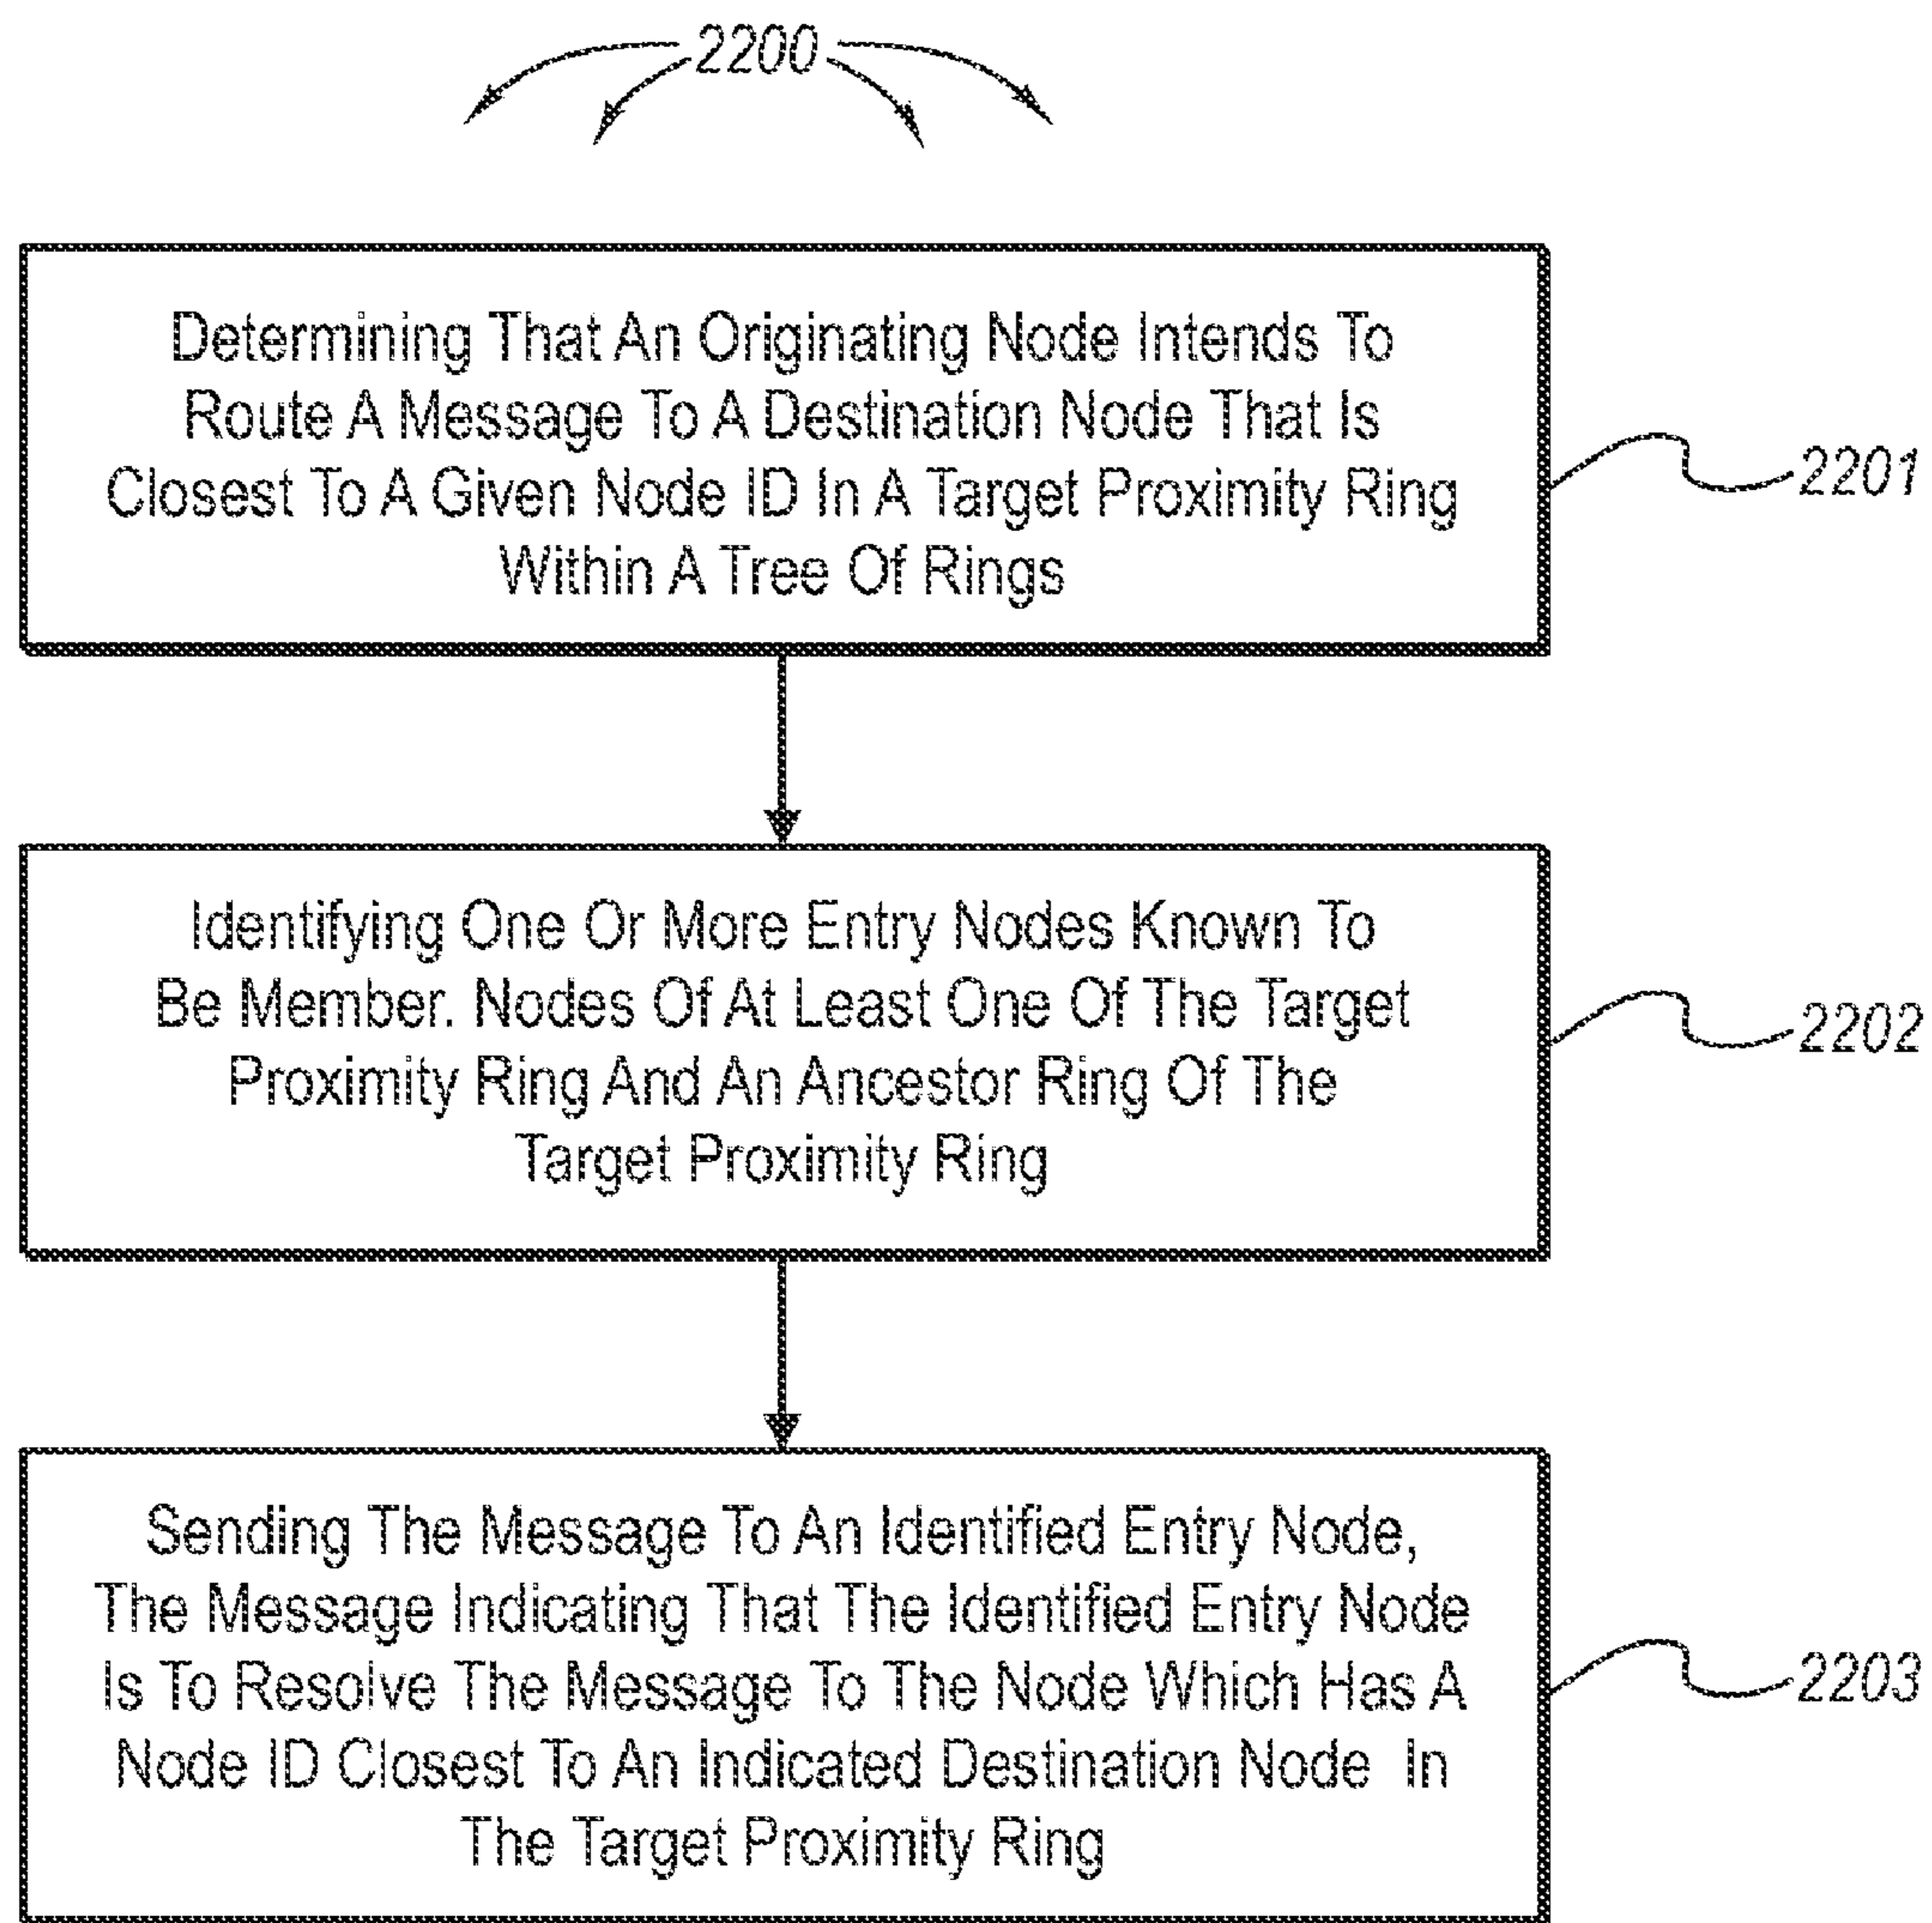 2200
Determining That An Originating Node Intends To
Route A Message To A Destination Node That Is
Closest To A Given Node ID In A Target Proximity Ring
Within A Tree Of Rings
2201
Identifying One Or More Entry Nodes Known To
Be Member. Nodes Of At Least One Of The Target
Proximity Ring And An Ancestor Ring Of The
Target Proximity Ring
2202
Sending The Message To An Identified Entry Node,
The Message Indicating That The Identified Entry Node
Is To Resolve The Message To The Node Which Has A
Node ID Closest To An Indicated Destination Node In
The Target Proximity Ring
2203